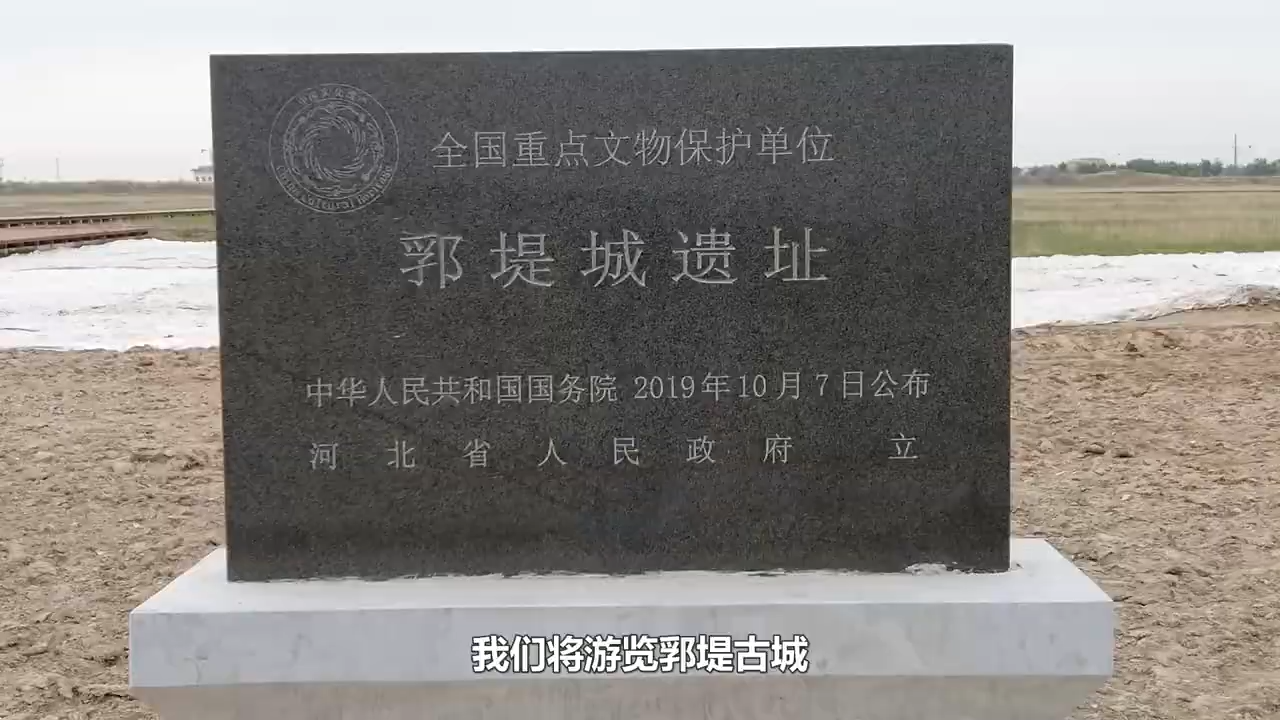 全国重点文物保护单位
郛堤城遗址
中华人民共和国国务院 2019年10月7日公布
河北省人民政府 立
我们将游览郛堤古城